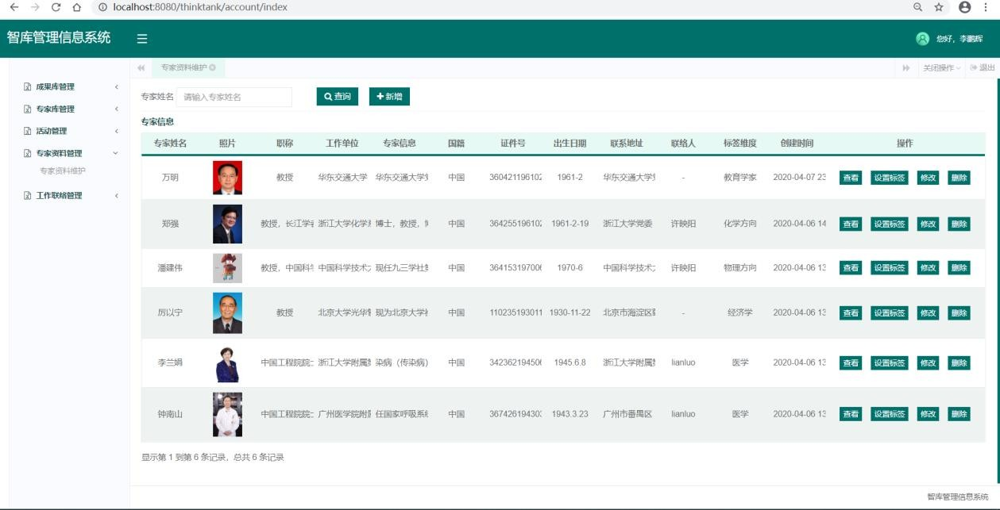 localhost:8080/thinktank/account/index
智库管理信息系统
您好，李鹏辉
专家资料维护
关闭操作
退出
成果库管理
专家库管理
活动管理
专家资料管理
专家资料维护
工作联络管理
专家姓名 请输入专家姓名 查询 新增
专家信息
专家姓名 照片 职称 工作单位 专家信息 国籍 证件号 出生日期 联系地址 联络人 标签维度 创建时间 操作
万明 教授 华东交通大学 华东交通大学 中国 36042119610 1961-2 华东交通大学 - 教育学家 2020-04-07 23 查看 设置标签 修改 删除
郑强 教授，长江学 浙江大学化学 博士，教授， 中国 36425519610 1961-2-19 浙江大学党委 许映阳 化学方向 2020-04-06 14 查看 设置标签 修改 删除
潘建伟 教授，中国科 中国科学技术 现任九三学社 中国 36415319700 1970-6 中国科学技术 许映阳 物理方向 2020-04-06 13 查看 设置标签 修改 删除
厉以宁 教授 北京大学光华 现为北京大学 中国 110235193011 1930-11-22 北京市海淀区 - 经济学 2020-04-06 13 查看 设置标签 修改 删除
李兰娟 中国工程院院 浙江大学附属 染病（传染病） 中国 34236219450 1945.6.8 浙江大学附属 lianluo 医学 2020-04-06 13 查看 设置标签 修改 删除
钟南山 中国工程院院 广州医学院附 任国家呼吸系 中国 36742619430 1943.3.23 广州市番禺区 lianluo 医学 2020-04-06 13 查看 设置标签 修改 删除
显示第 1 到第 6 条记录，总共 6 条记录
智库管理信息系统